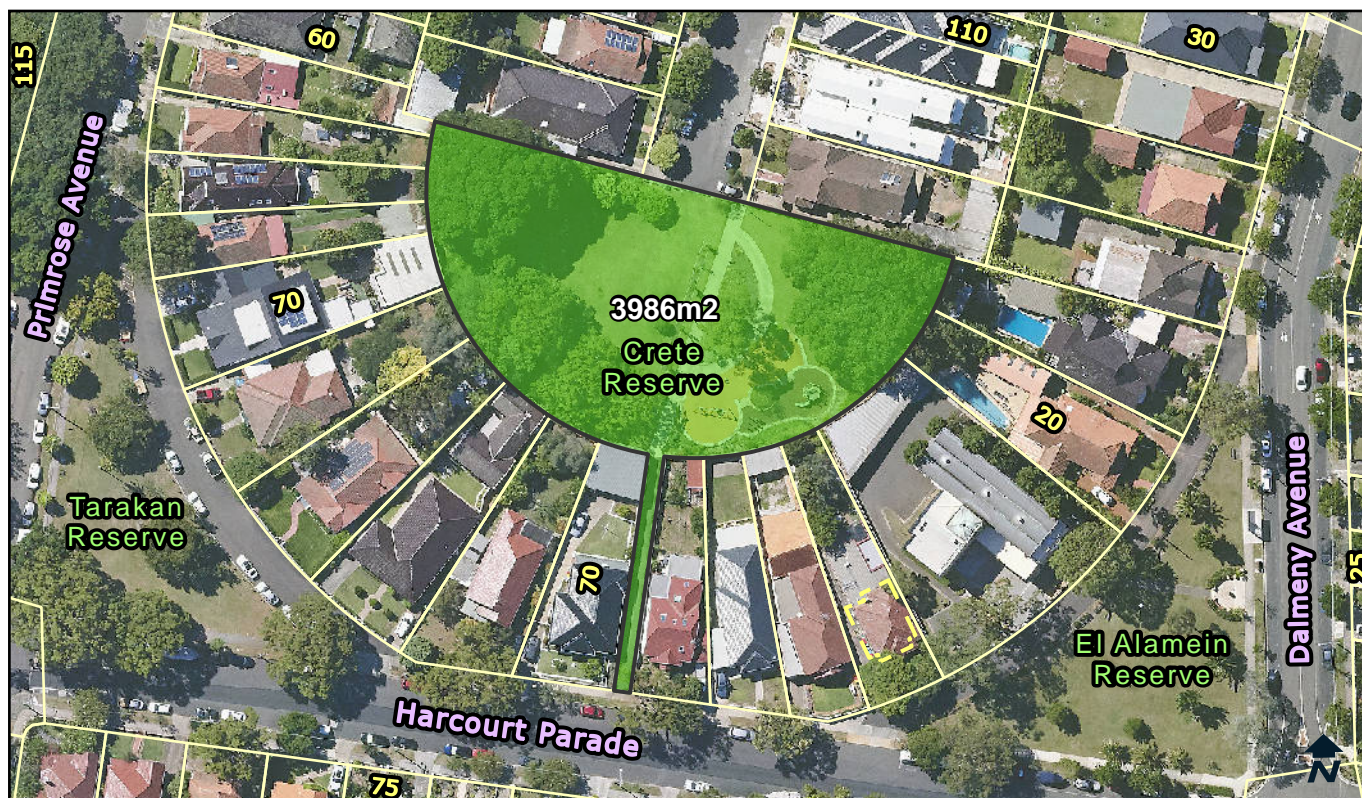 115
60
110
30
Primrose Avenue
70
3986m2
Crete
Reserve
20
Tarakan
Reserve
70
Dalmeny Avenue
25
El Alamein
Reserve
Harcourt Parade
75
N